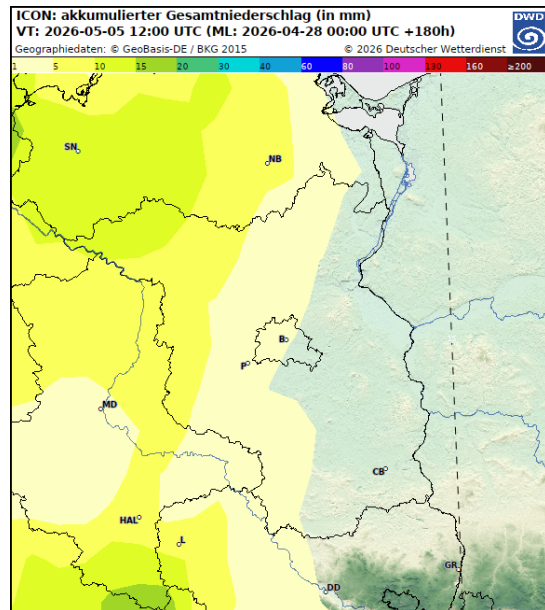 ICON: akkumulierter Gesamtniederschlag (in mm)
VT: 2026-05-05 12:00 UTC (ML: 2026-04-28 00:00 UTC +180h)
Geographiedaten: © GeoBasis-DE / BKG 2015 © 2026 Deutscher Wetterdienst
DWD
1 5 10 15 20 30 40 60 80 100 130 160 ≥200
SN
NB
B
P
MD
CB
HAL
L
GR
DD